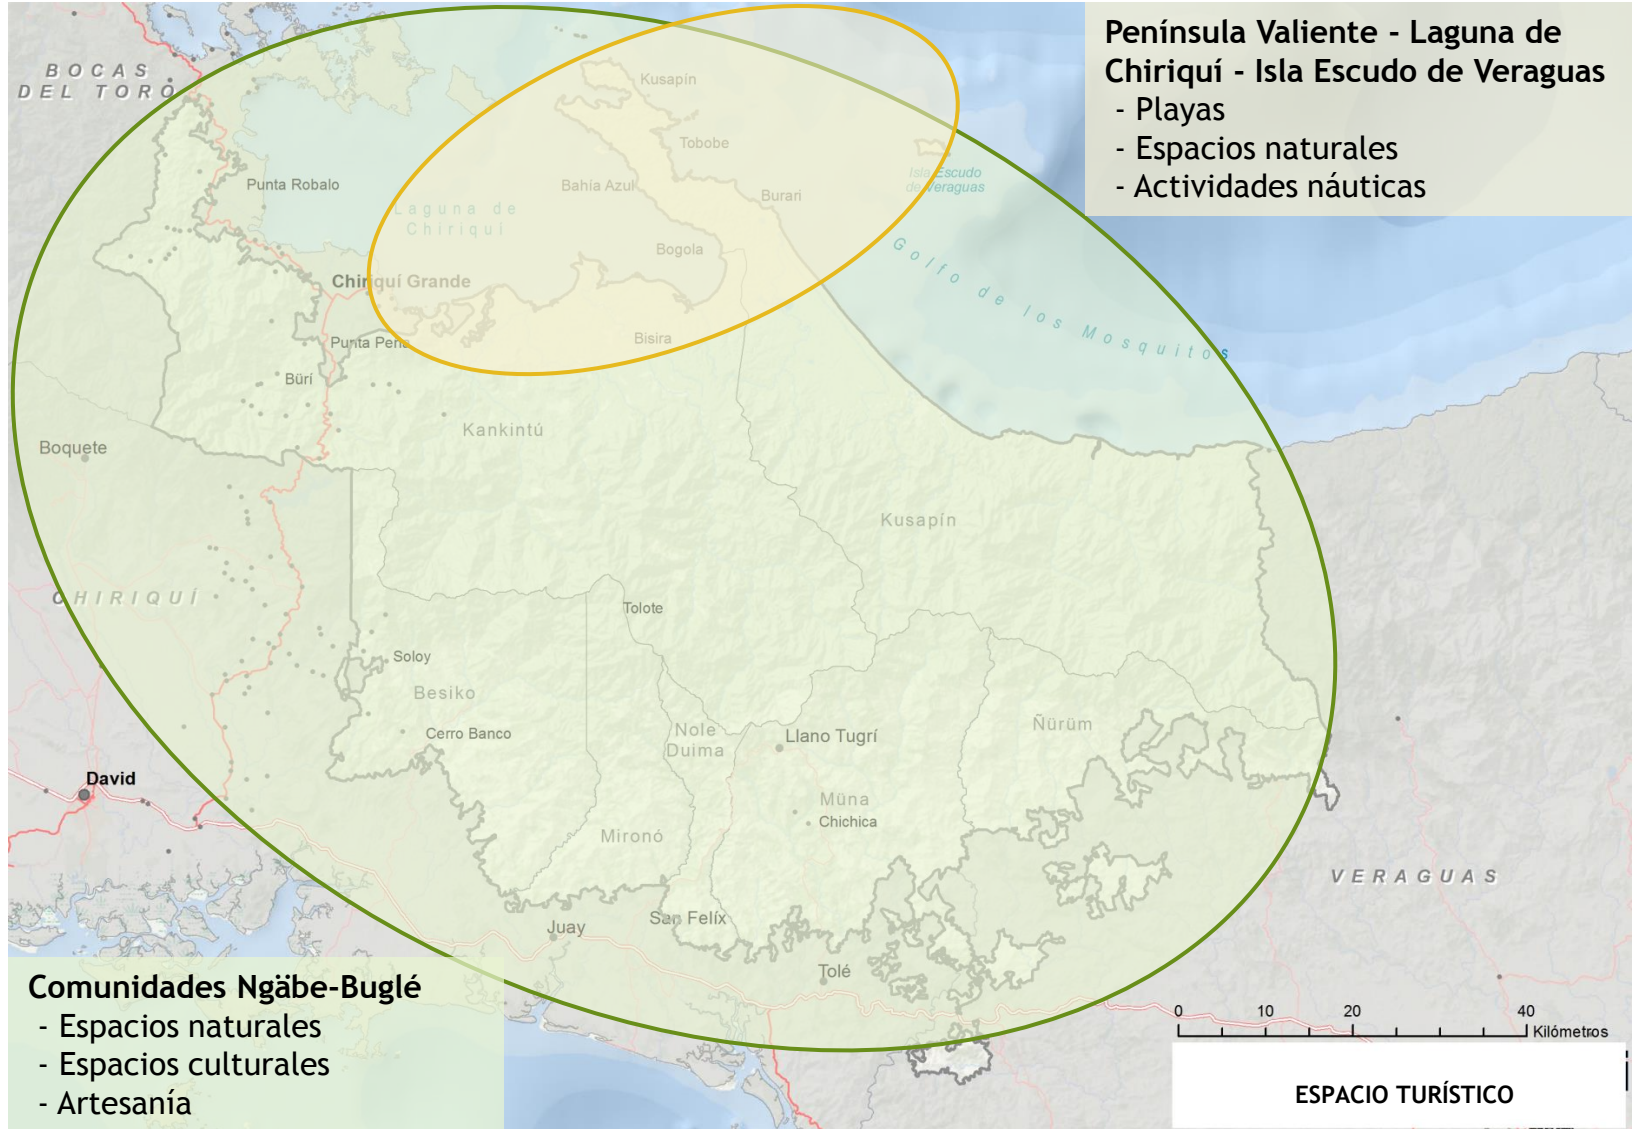 Península Valiente - Laguna de
Chiriquí - Isla Escudo de Veraguas
- Playas
- Espacios naturales
- Actividades náuticas
BOCAS
DEL TORO
Kusapín
Tobobe
Punta Robalo
Bahía Azul
Burari
Isla Escudo
de Veraguas
Laguna de
Chiriquí
Bogola
Golfo de los Mosquitos
Chiriquí Grande
Punta Peña
Bisira
Büri
Kankintú
Boquete
Kusapín
CHIRIQUÍ
Tolote
Soloy
Besiko
Cerro Banco
Nole
Duima
Llano Tugrí
Ñürüm
David
Müna
Chichica
Mironó
VERAGUAS
San Felíx
Juay
Tolé
Comunidades Ngäbe-Buglé
- Espacios naturales
- Espacios culturales
- Artesanía
0 10 20 40
Kilómetros
ESPACIO TURÍSTICO